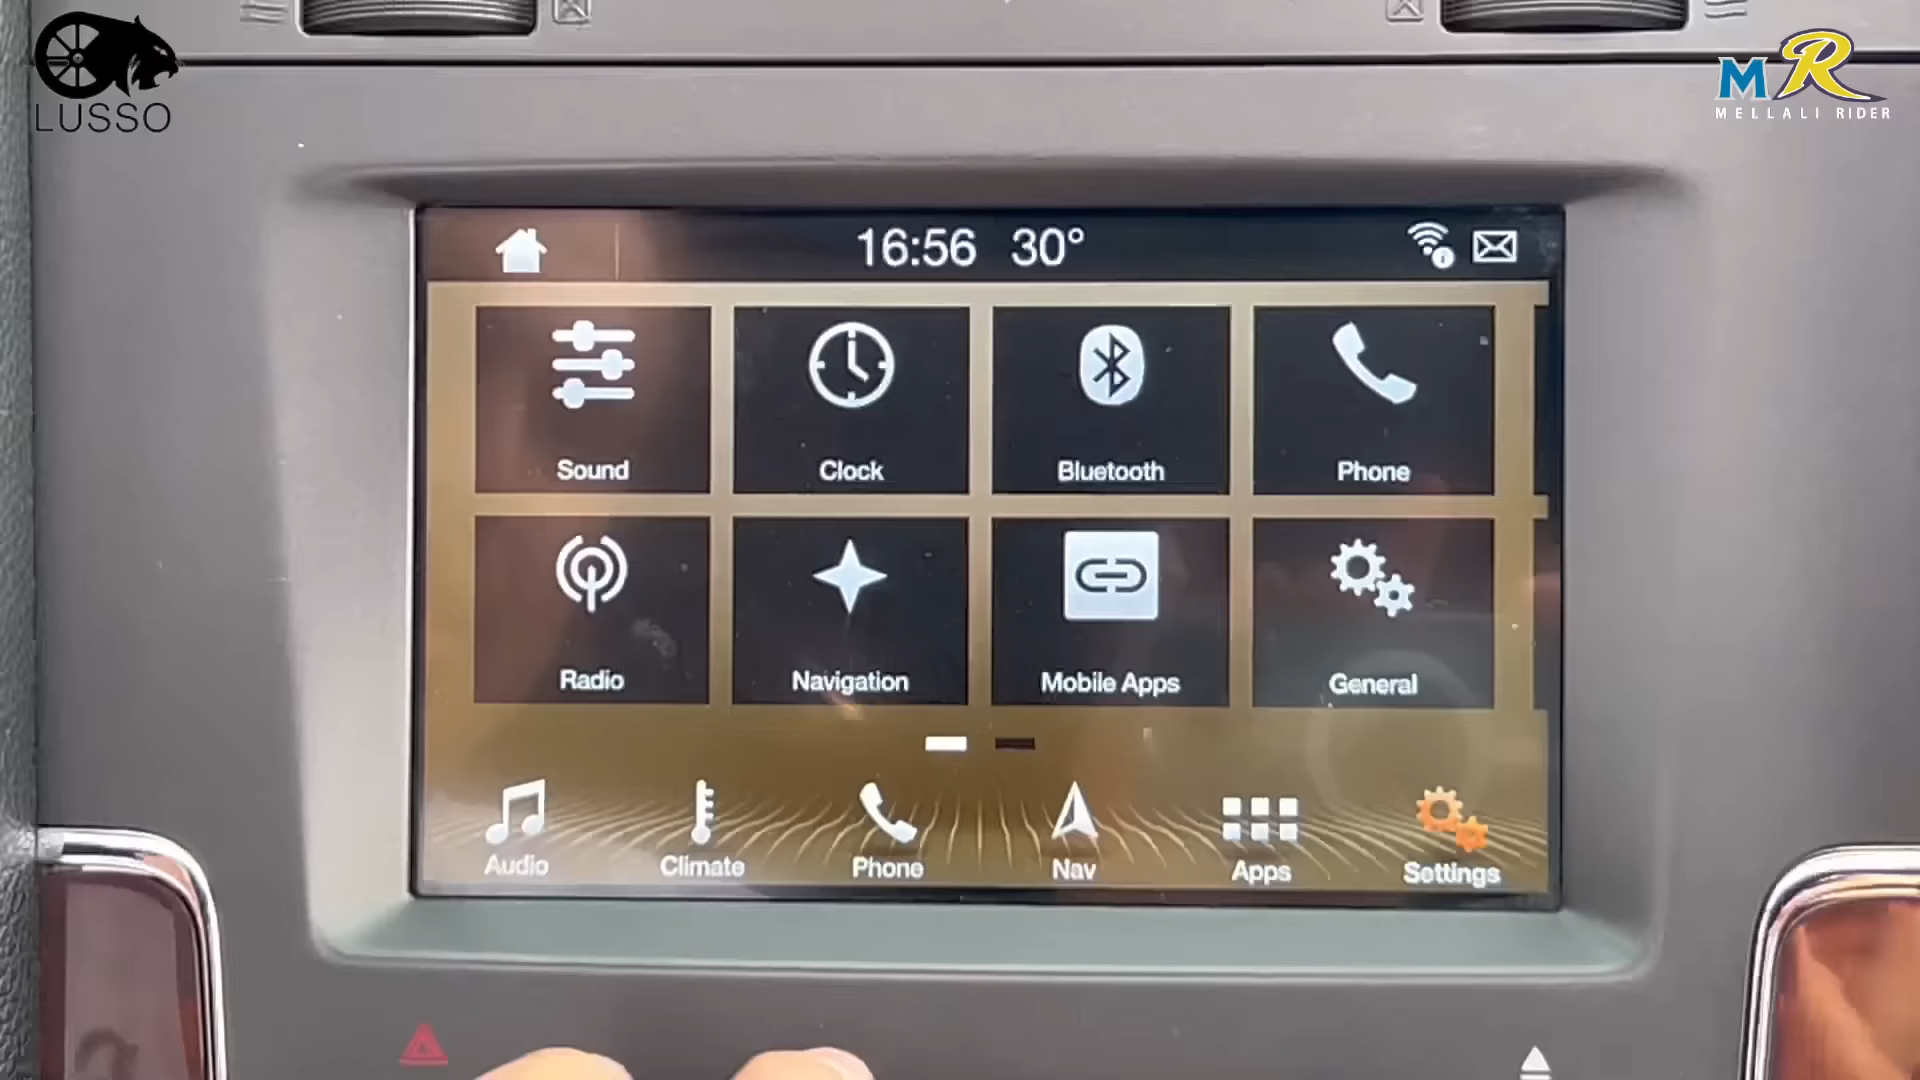 LUSSO
MR
MELLALI RIDER
16:56 30°
Sound
Clock
Bluetooth
Phone
Radio
Navigation
Mobile Apps
General
Audio
Climate
Phone
Nav
Apps
Settings